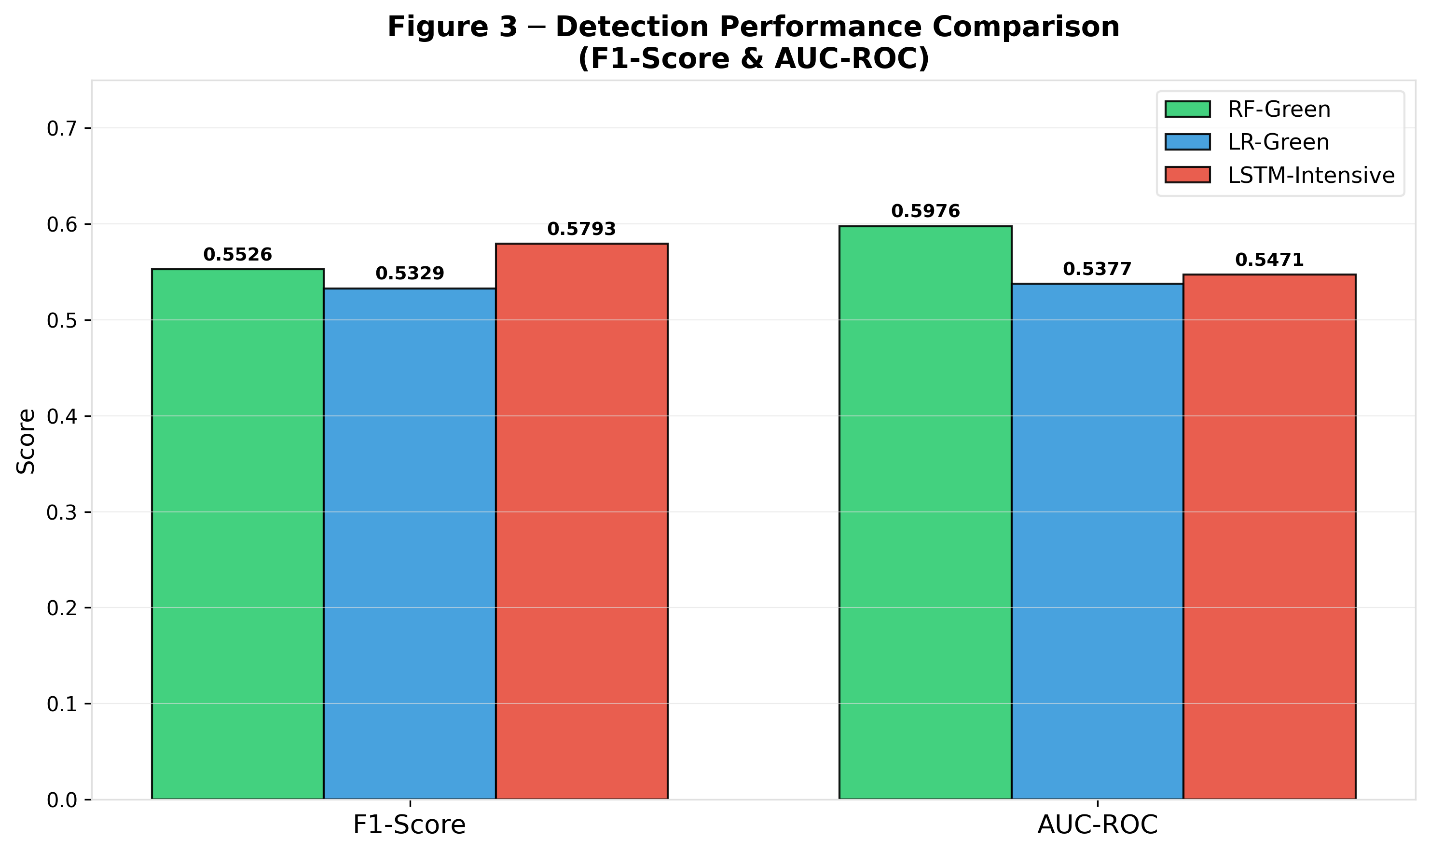 Figure 3 – Detection Performance Comparison
(F1-Score & AUC-ROC)
RF-Green
LR-Green
LSTM-Intensive
Score
0.7
0.6
0.5
0.4
0.3
0.2
0.1
0.0
0.5526
0.5329
0.5793
0.5976
0.5377
0.5471
F1-Score
AUC-ROC